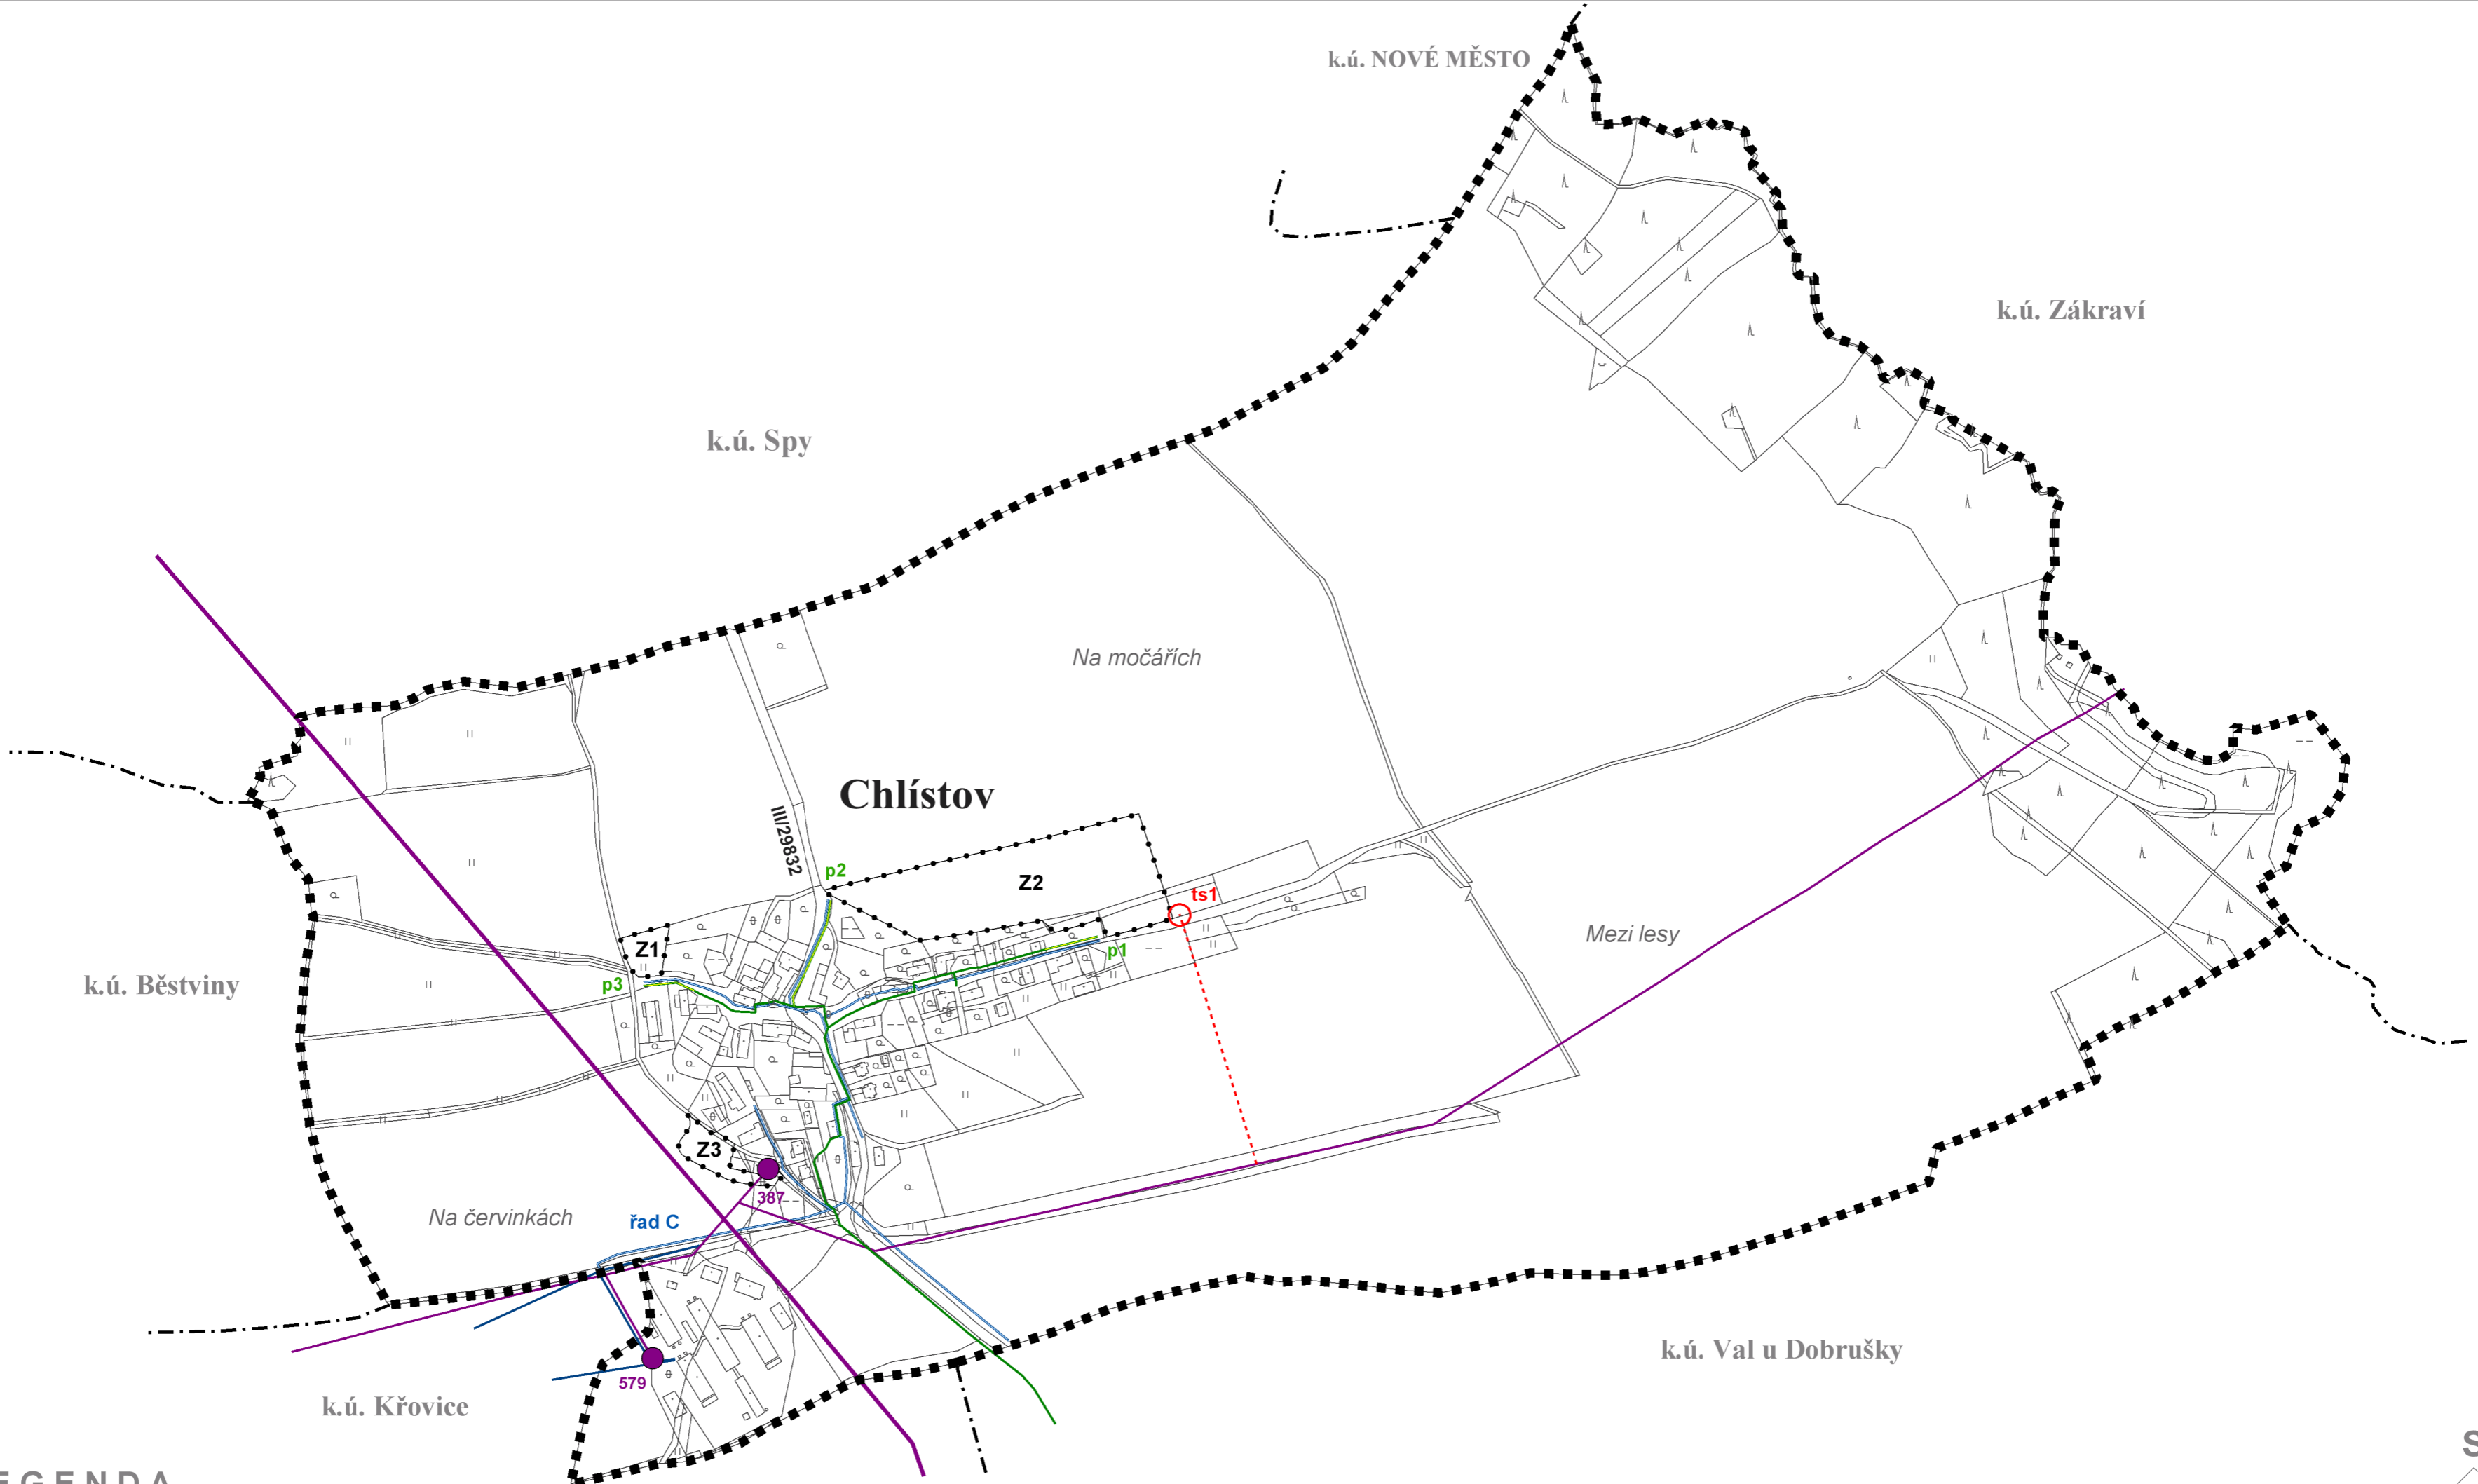 k.ú. NOVÉ MĚSTO
k.ú. Zákraví
k.ú. Spy
Na močářích
Chlístov
III/29832
p2
Z2
ts1
Z1
p1
Mezi lesy
p3
k.ú. Běstviny
Z3
387
Na červinkách
řad C
k.ú. Val u Dobrušky
579
k.ú. Křovice
EGENDA
S